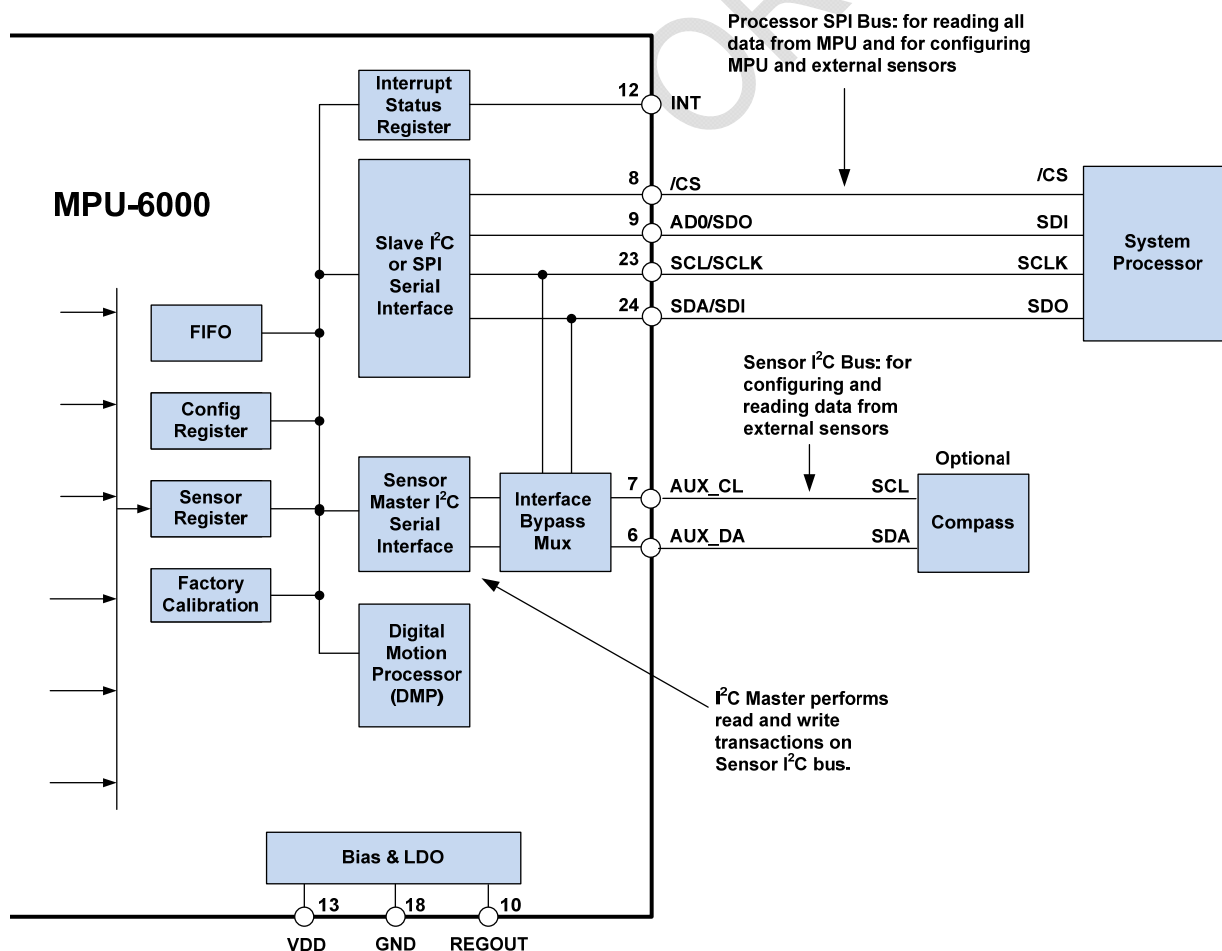 Processor SPI Bus: for reading all
data from MPU and for configuring
MPU and external sensors
MPU-6000
Interrupt
Status
Register
12
INT
Slave I²C
or SPI
Serial
Interface
8
/CS
9
AD0/SDO
23
SCL/SCLK
24
SDA/SDI
/CS
SDI
SCLK
SDO
System
Processor
FIFO
Config
Register
Sensor
Register
Factory
Calibration
Sensor
Master I²C
Serial
Interface
Interface
Bypass
Mux
7
AUX_CL
6
AUX_DA
Sensor I²C Bus: for
configuring and
reading data from
external sensors
Optional
SCL
SDA
Compass
Digital
Motion
Processor
(DMP)
I²C Master performs
read and write
transactions on
Sensor I²C bus.
Bias & LDO
13
18
10
VDD
GND
REGOUT